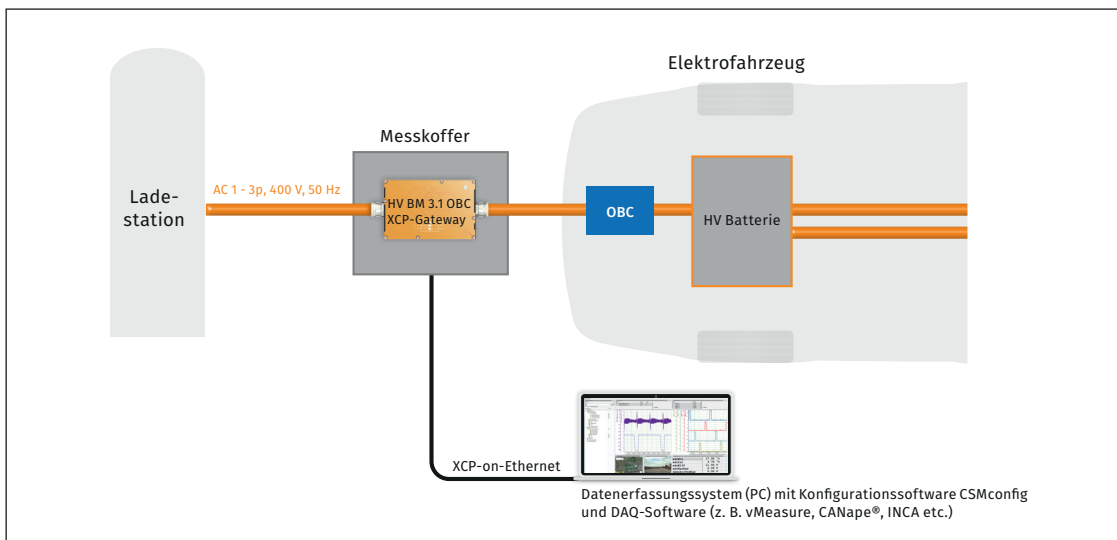 Elektrofahrzeug
Messkoffer
Lade-
station
AC 1 - 3p, 400 V, 50 Hz
HV BM 3.1 OBC
XCP-Gateway
OBC
HV Batterie
XCP-on-Ethernet
Datenerfassungssystem (PC) mit Konfigurationssoftware CSMconfig
und DAQ-Software (z. B. vMeasure, CANape®, INCA etc.)